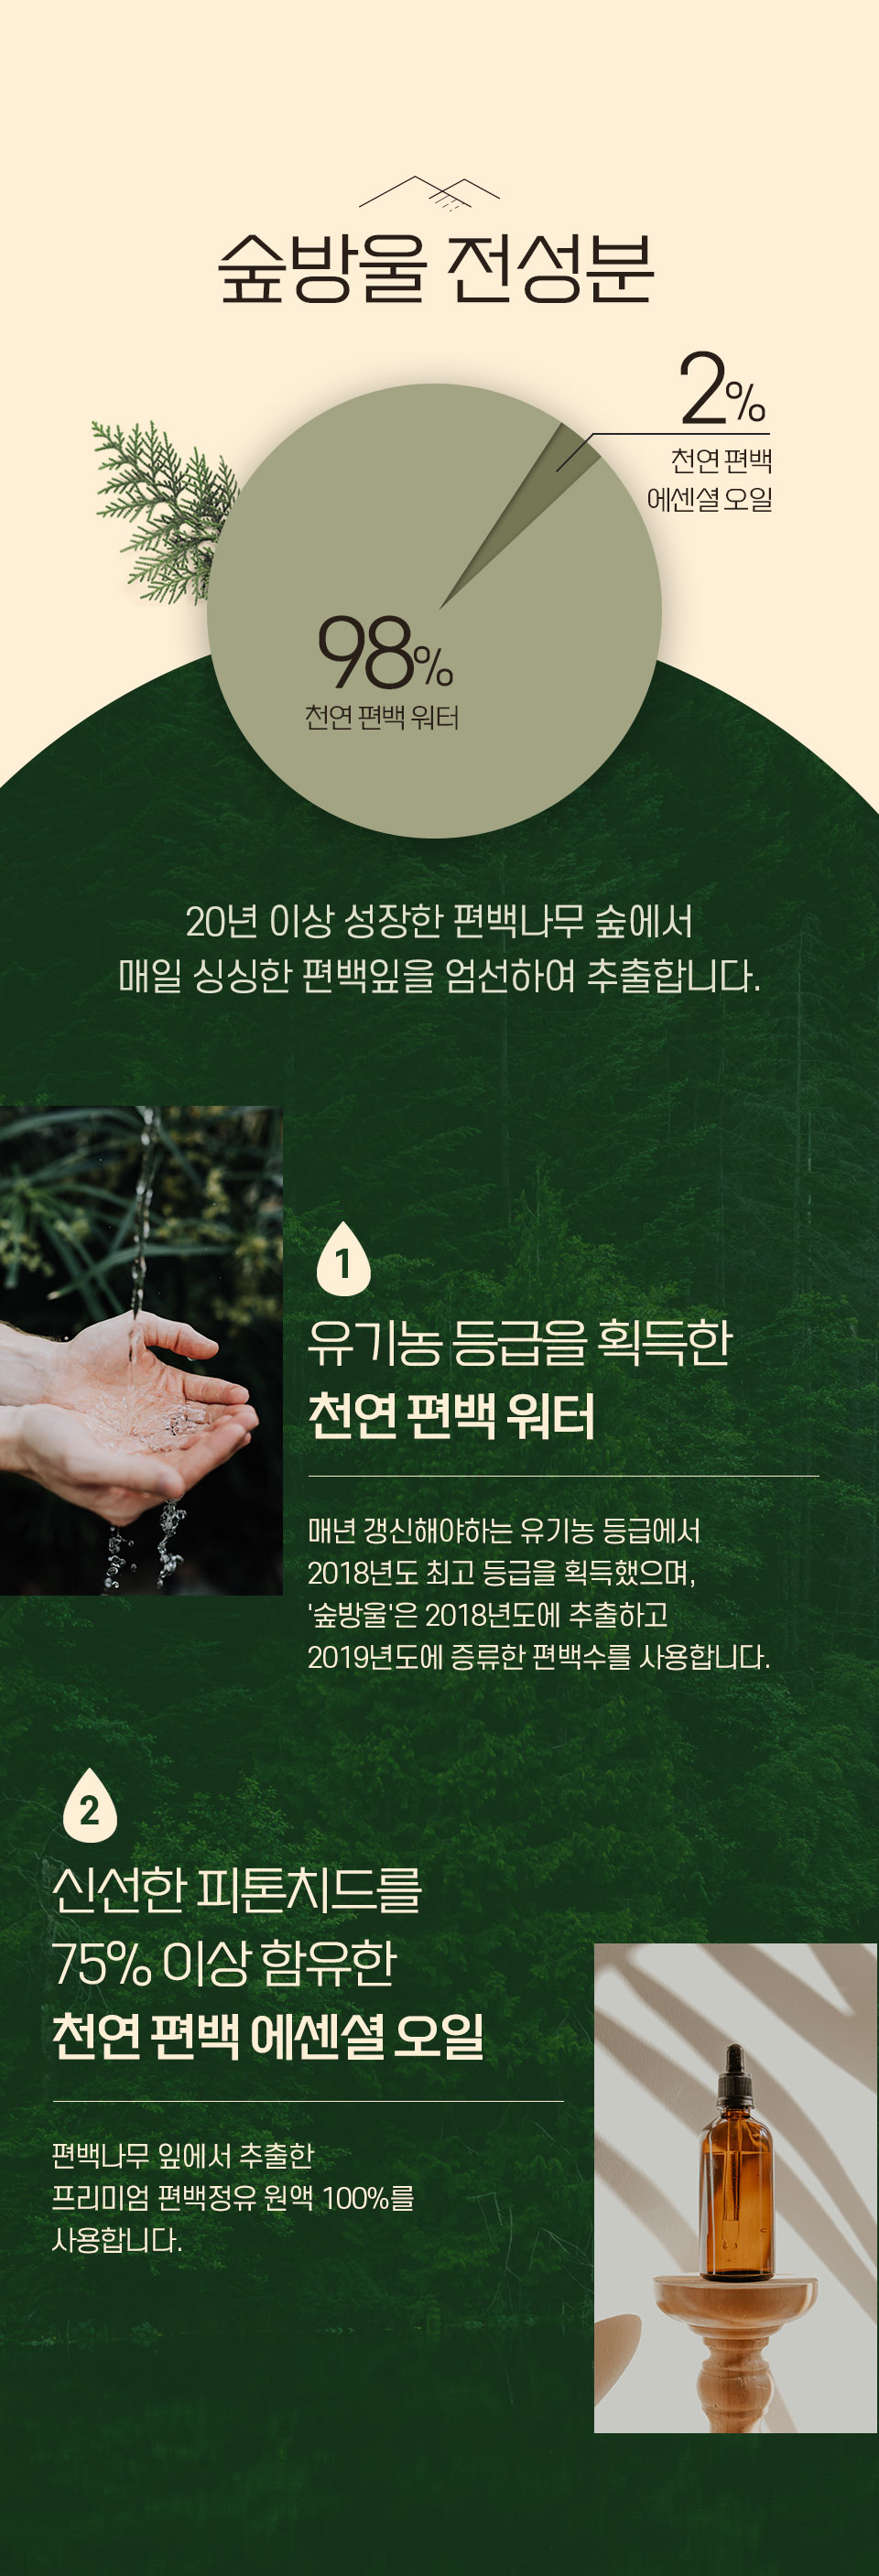 숲방울 전성분
2%
천연 편백
에센셜 오일
98%
천연 편백 워터
20년 이상 성장한 편백나무 숲에서
매일 싱싱한 편백잎을 엄선하여 추출합니다.
1
유기농 등급을 획득한
천연 편백 워터
매년 갱신해야하는 유기농 등급에서
2018년도 최고 등급을 획득했으며,
'숲방울'은 2018년도에 추출하고
2019년도에 증류한 편백수를 사용합니다.
2
신선한 피톤치드를
75% 이상 함유한
천연 편백 에센셜 오일
편백나무 잎에서 추출한
프리미엄 편백정유 원액 100%를
사용합니다.